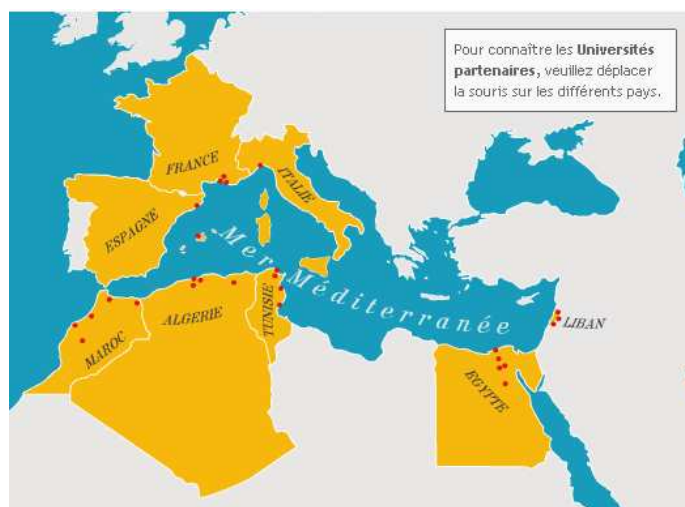 Pour connaître les Universités
partenaires, veuillez déplacer
la souris sur les différents pays.
FRANCE
ITALIE
ESPAGNE
Mer Méditerranée
MAROC
ALGERIE
TUNISIE
LIBAN
EGYPTE